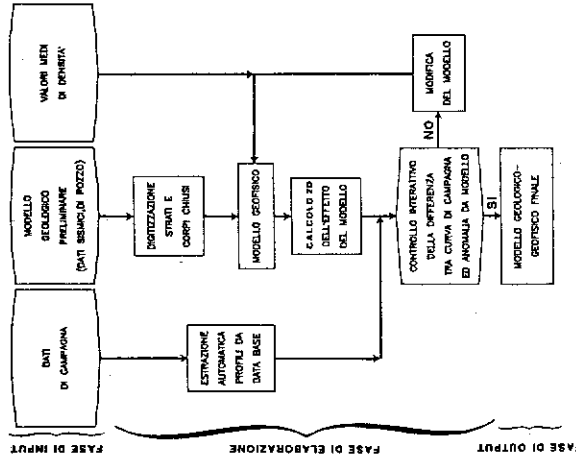 DATI
DI CAMPAGNA
MODELLO
GEOLOGICO
PRELIMINARE
(DATI SISMICI,DI POZZO)
VALORI MEDI
DI DENSITA'
ESTRAZIONE
AUTOMATICA
PROFILI DA
DATA BASE
DIGITIZZAZIONE
STRATI E
CORPI CHIUSI
MODELLO GEOFISICO
CALCOLO 2D
DELL'EFFETTO
DEL MODELLO
CONTROLLO INTERATTIVO
DELLA DIFFERENZA
TRA CURVA DI CAMPAGNA
ED ANOMALIA DA MODELLO
NO
MODIFICA
DEL MODELLO
SI
MODELLO GEOLOGICO-
GEOFISICO FINALE
FASE DI INPUT
FASE DI ELABORAZIONE
FASE DI OUTPUT